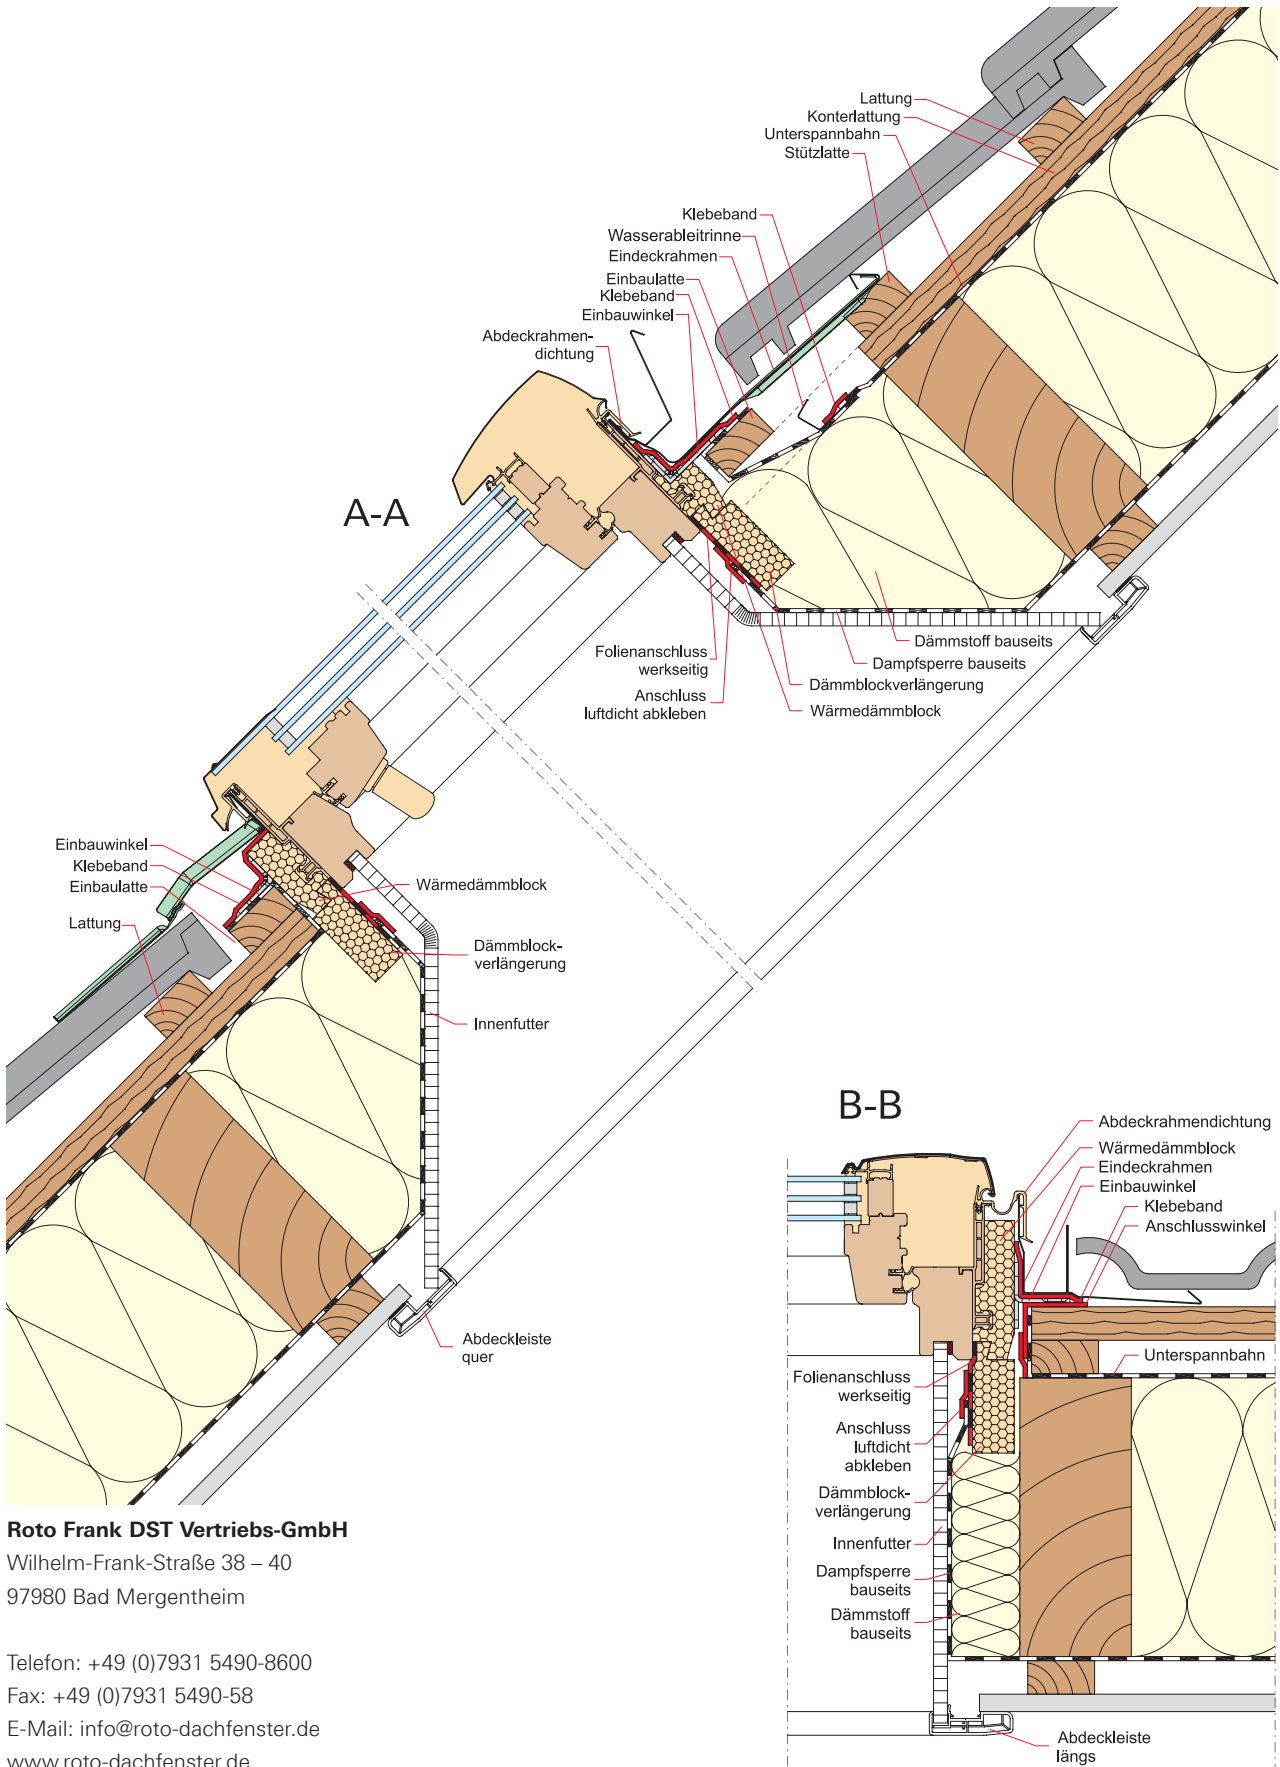 Lattung
Konterlattung
Unterspannbahn
Stützlatte
Klebeband
Wasserableitrinne
Eindeckrahmen
Einbaulatte
Klebeband
Einbauwinkel
Abdeckrahmen-
dichtung
A-A
Dämmstoff bauseits
Dampfsperre bauseits
Dämmblockverlängerung
Wärmedämmblock
Folienanschluss
werkseitig
Anschluss
luftdicht abkleben
Einbauwinkel
Klebeband
Einbaulatte
Lattung
Wärmedämmblock
Dämmblock-
verlängerung
Innenfutter
Abdeckleiste
quer
B-B
Abdeckrahmendichtung
Wärmedämmblock
Eindeckrahmen
Einbauwinkel
Klebeband
Anschlusswinkel
Unterspannbahn
Folienanschluss
werkseitig
Anschluss
luftdicht
abkleben
Dämmblock-
verlängerung
Innenfutter
Dampfsperre
bauseits
Dämmstoff
bauseits
Abdeckleiste
längs
Roto Frank DST Vertriebs-GmbH
Wilhelm-Frank-Straße 38 – 40
97980 Bad Mergentheim
Telefon: +49 (0)7931 5490-8600
Fax: +49 (0)7931 5490-58
E-Mail: info@roto-dachfenster.de
www.roto-dachfenster.de